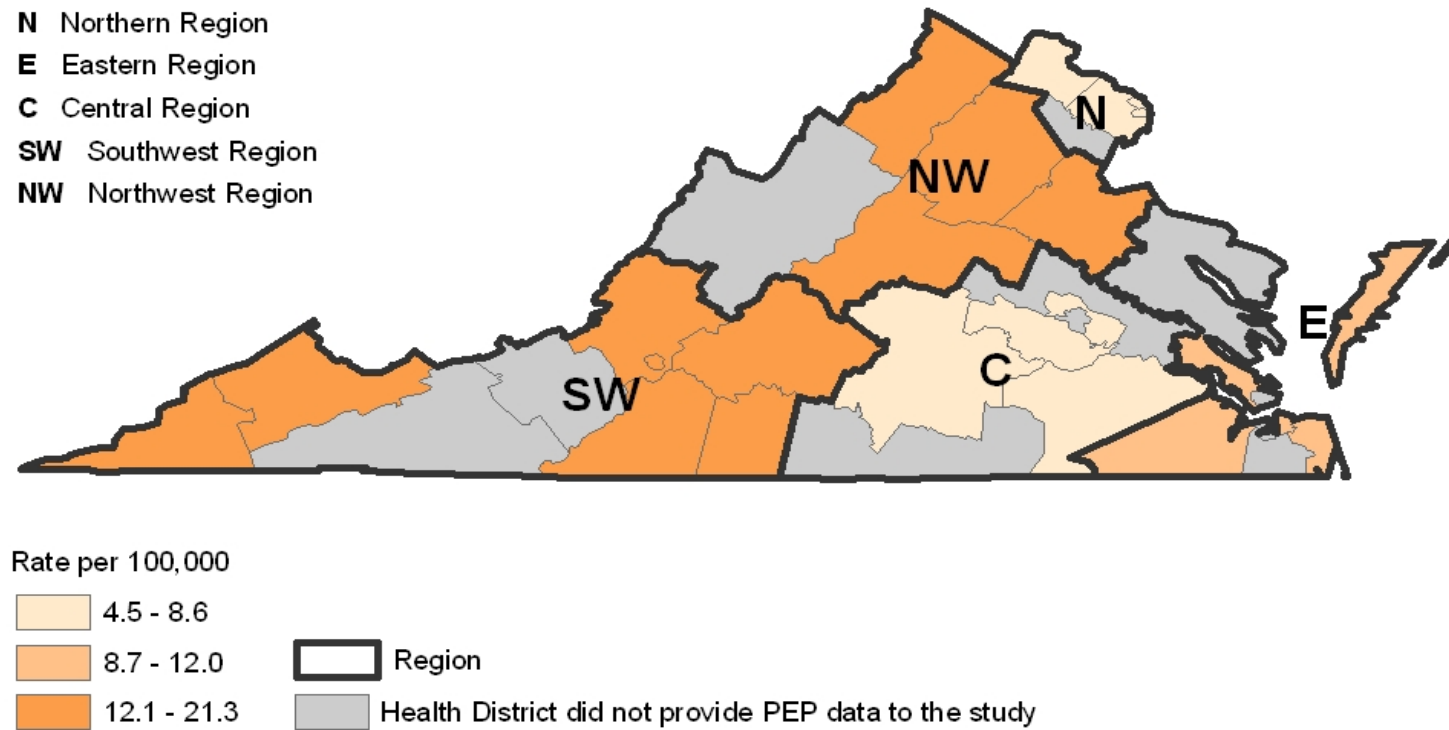 N Northern Region
E Eastern Region
C Central Region
SW Southwest Region
NW Northwest Region
N
NW
E
C
SW
Rate per 100,000
4.5 - 8.6
8.7 - 12.0
Region
12.1 - 21.3
Health District did not provide PEP data to the study